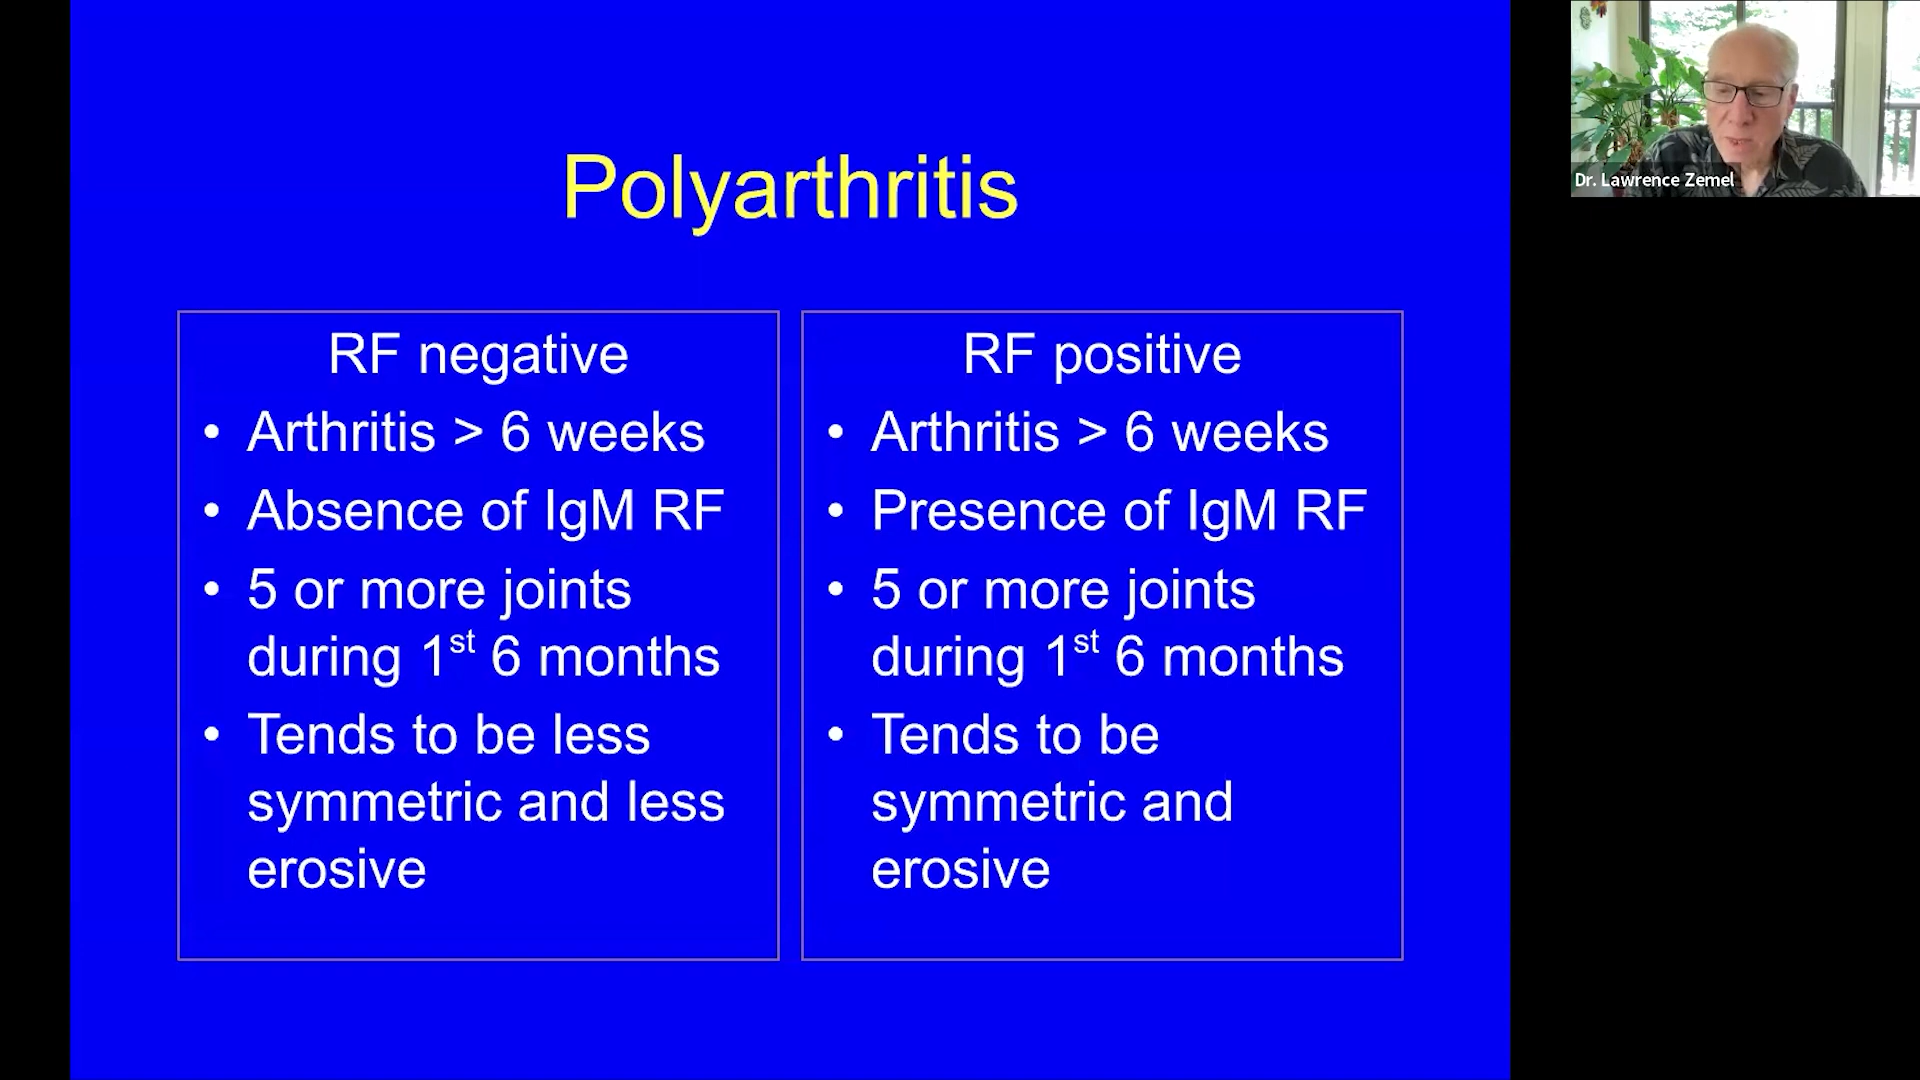 Polyarthritis
RF negative
• Arthritis > 6 weeks
• Absence of IgM RF
• 5 or more joints
during 1st 6 months
• Tends to be less
symmetric and less
erosive
RF positive
• Arthritis > 6 weeks
• Presence of IgM RF
• 5 or more joints
during 1st 6 months
• Tends to be
symmetric and
erosive
Dr. Lawrence Zemel